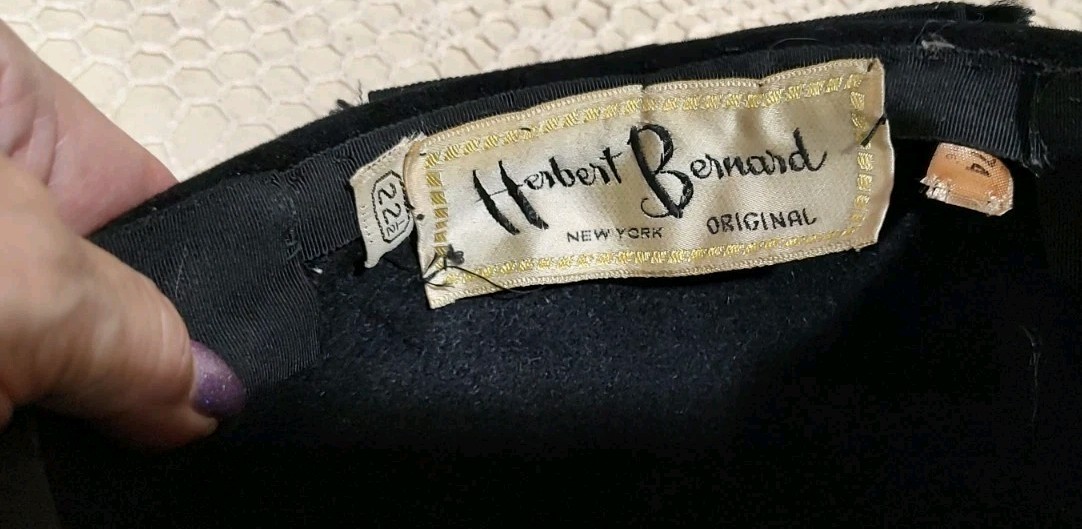 22½
Herbert Bernard
NEW YORK ORIGINAL